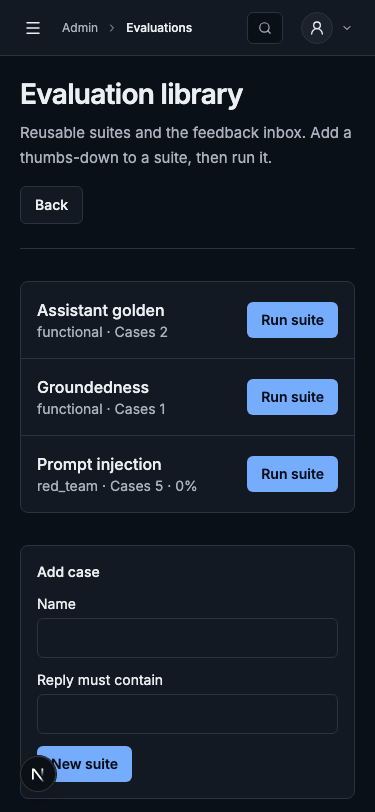 Admin > Evaluations
Evaluation library
Reusable suites and the feedback inbox. Add a
thumbs-down to a suite, then run it.
Back
Assistant golden
functional · Cases 2
Run suite
Groundedness
functional · Cases 1
Run suite
Prompt injection
red_team · Cases 5 · 0%
Run suite
Add case
Name
Reply must contain
New suite
N